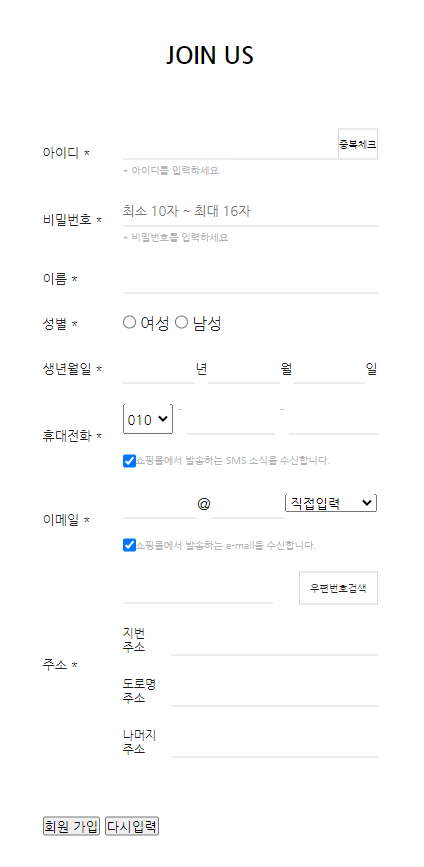 JOIN US
아이디 *
중복체크
* 아이디를 입력하세요
비밀번호 *
최소 10자 ~ 최대 16자
* 비밀번호를 입력하세요
이름 *
성별 *
여성 남성
생년월일 * 년 월 일
휴대전화 * 010 - -
쇼핑몰에서 발송하는 SMS 소식을 수신합니다.
이메일 * @ 직접입력
쇼핑몰에서 발송하는 e-mail을 수신합니다.
우편번호검색
주소 *
지번
주소
도로명
주소
나머지
주소
회원 가입 다시입력